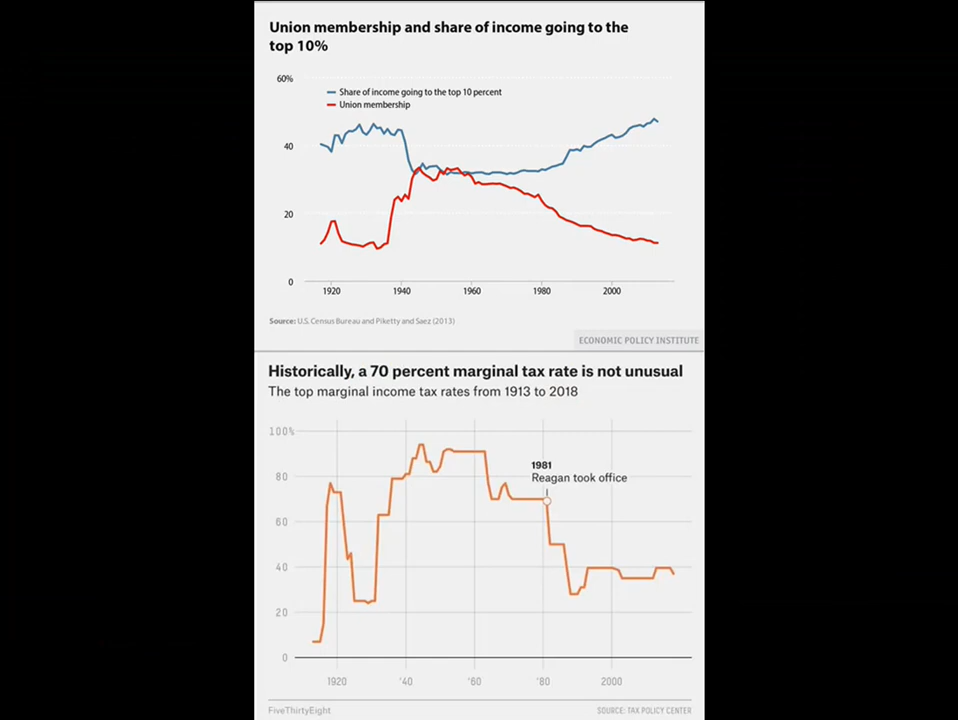 Union membership and share of income going to the
top 10%
60%
Share of income going to the top 10 percent
Union membership
40
20
0
1920 1940 1960 1980 2000
Source: U.S. Census Bureau and Piketty and Saez (2013)
ECONOMIC POLICY INSTITUTE
Historically, a 70 percent marginal tax rate is not unusual
The top marginal income tax rates from 1913 to 2018
100%
1981
Reagan took office
80
60
40
20
0
1920 '40 '60 '80 2000
FiveThirtyEight SOURCE: TAX POLICY CENTER